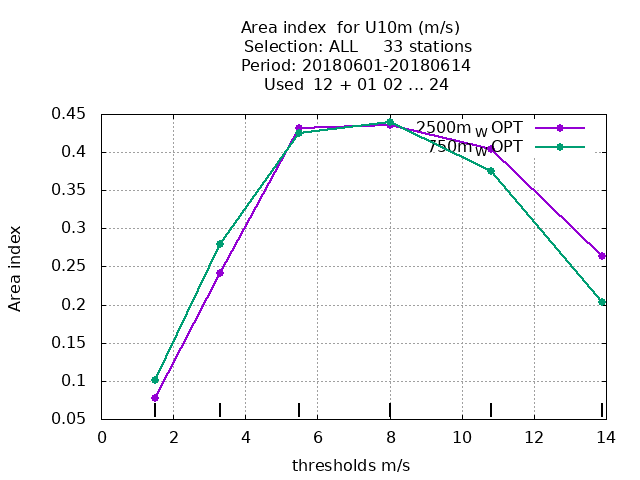 Area index  for U10m (m/s)
Selection: ALL     33 stations
Period: 20180601-20180614
Used  12 + 01 02 ... 24
0.45
0.4
0.35
0.3
0.25
0.2
0.15
0.1
0.05
Area index
2500m W OPT
750m W OPT
0 2 4 6 8 10 12 14
thresholds m/s